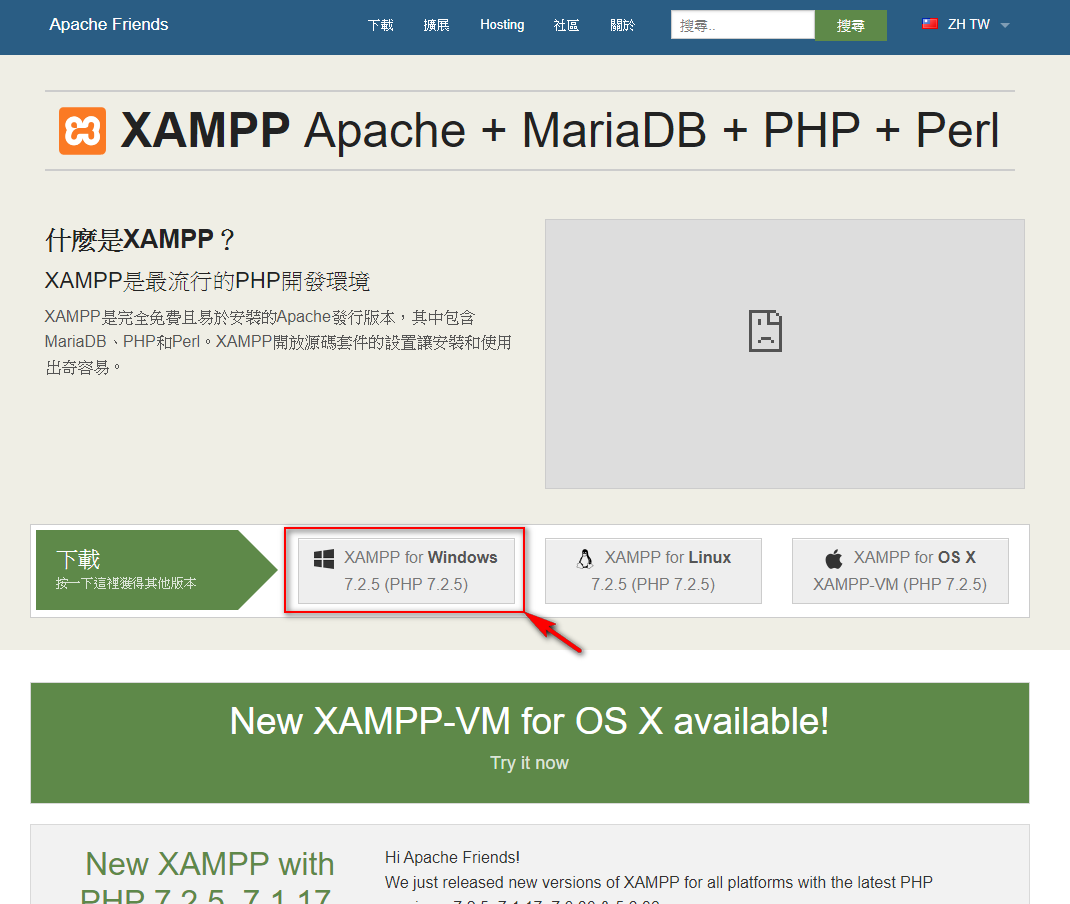 Apache Friends 下載 擴展 Hosting 社區 關於 搜尋.. 搜尋 ZH TW
XAMPP Apache + MariaDB + PHP + Perl
什麼是XAMPP？
XAMPP是最流行的PHP開發環境
XAMPP是完全免費且易於安裝的Apache發行版本，其中包含
MariaDB、PHP和Perl。XAMPP開放源碼套件的設置讓安裝和使用
出奇容易。
下載
按一下這裡獲得其他版本
XAMPP for Windows
7.2.5 (PHP 7.2.5)
XAMPP for Linux
7.2.5 (PHP 7.2.5)
XAMPP for OS X
XAMPP-VM (PHP 7.2.5)
New XAMPP-VM for OS X available!
Try it now
New XAMPP with
PHP 7.2.5, 7.1.17,
Hi Apache Friends!
We just released new versions of XAMPP for all platforms with the latest PHP